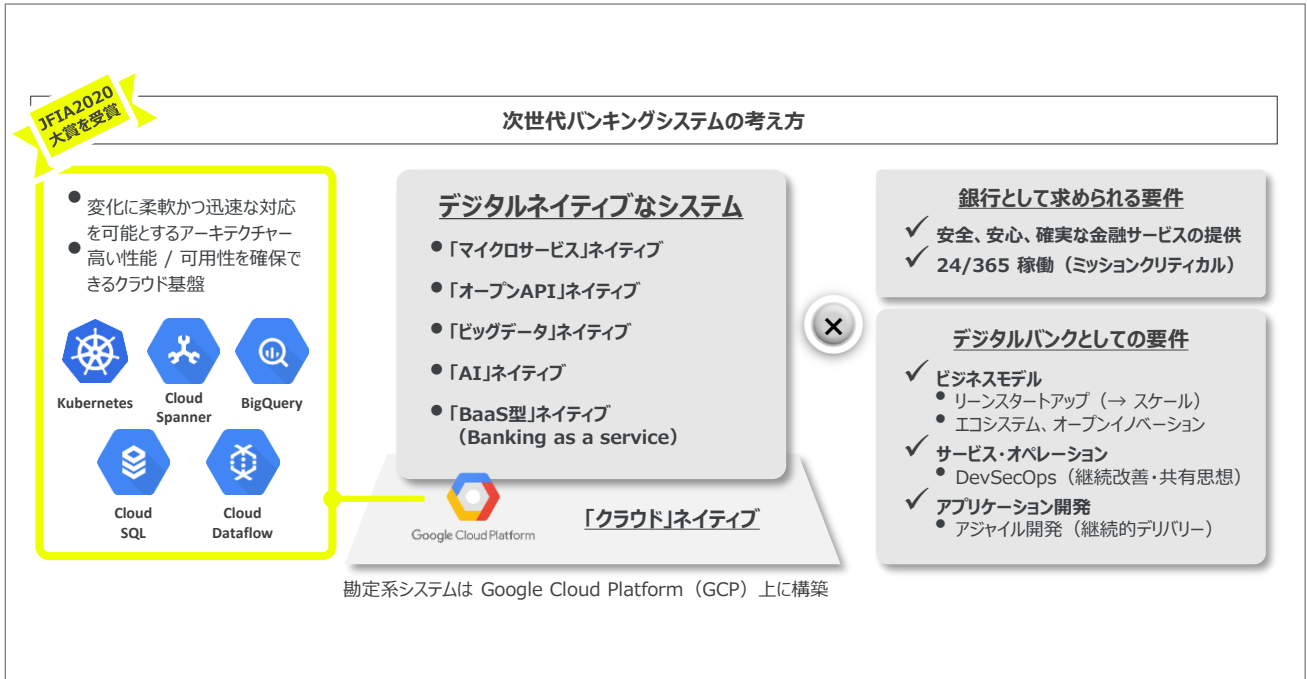 JFIA2020
大賞を受賞
次世代バンキングシステムの考え方
● 変化に柔軟かつ迅速な対応
を可能とするアーキテクチャー
● 高い性能 / 可用性を確保で
きるクラウド基盤
Kubernetes
Cloud
Spanner
BigQuery
Cloud
SQL
Cloud
Dataflow
デジタルネイティブなシステム
● 「マイクロサービス」ネイティブ
● 「オープンAPI」ネイティブ
● 「ビッグデータ」ネイティブ
● 「AI」ネイティブ
● 「BaaS型」ネイティブ
（Banking as a service）
Google Cloud Platform
「クラウド」ネイティブ
勘定系システムは Google Cloud Platform（GCP）上に構築
×
銀行として求められる要件
✓ 安全、安心、確実な金融サービスの提供
✓ 24/365 稼働（ミッションクリティカル）
デジタルバンクとしての要件
✓ ビジネスモデル
● リーンスタートアップ（→ スケール）
● エコシステム、オープンイノベーション
✓ サービス・オペレーション
● DevSecOps（継続改善・共有思想）
✓ アプリケーション開発
● アジャイル開発（継続的デリバリー）